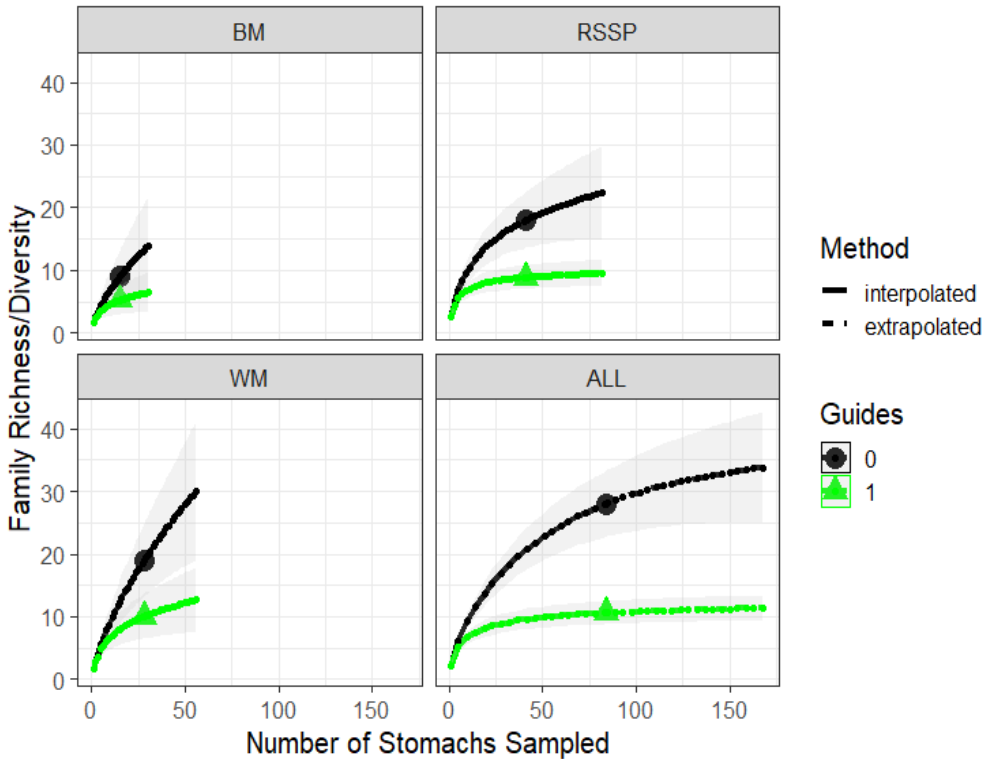 BM
RSSP
40
30
20
10
0
WM
ALL
40
30
20
10
0
0 50 100 150
0 50 100 150
Family Richness/Diversity
Number of Stomachs Sampled
Method
interpolated
extrapolated
Guides
0
1